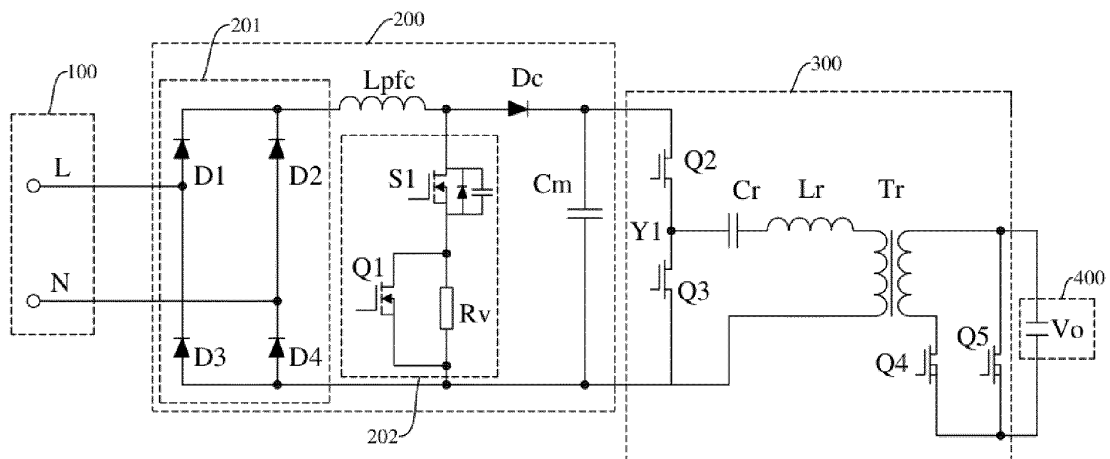 200
201
100
300
Lpfc
Dc
L
D1
D2
S1
Cm
Q2
Cr
Lr
Tr
Y1
400
N
Q1
Rv
Q3
Vo
D3
D4
Q4
Q5
202